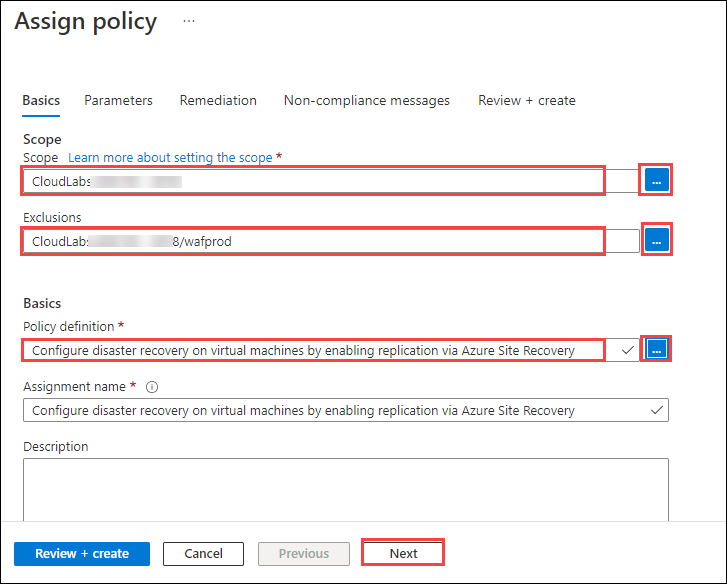 Assign policy ...
Basics Parameters Remediation Non-compliance messages Review + create
Scope
Scope Learn more about setting the scope *
CloudLabs
...
Exclusions
CloudLabs 8/wafprod
...
Basics
Policy definition *
Configure disaster recovery on virtual machines by enabling replication via Azure Site Recovery
...
Assignment name *
Configure disaster recovery on virtual machines by enabling replication via Azure Site Recovery
Description
Review + create Cancel Previous Next